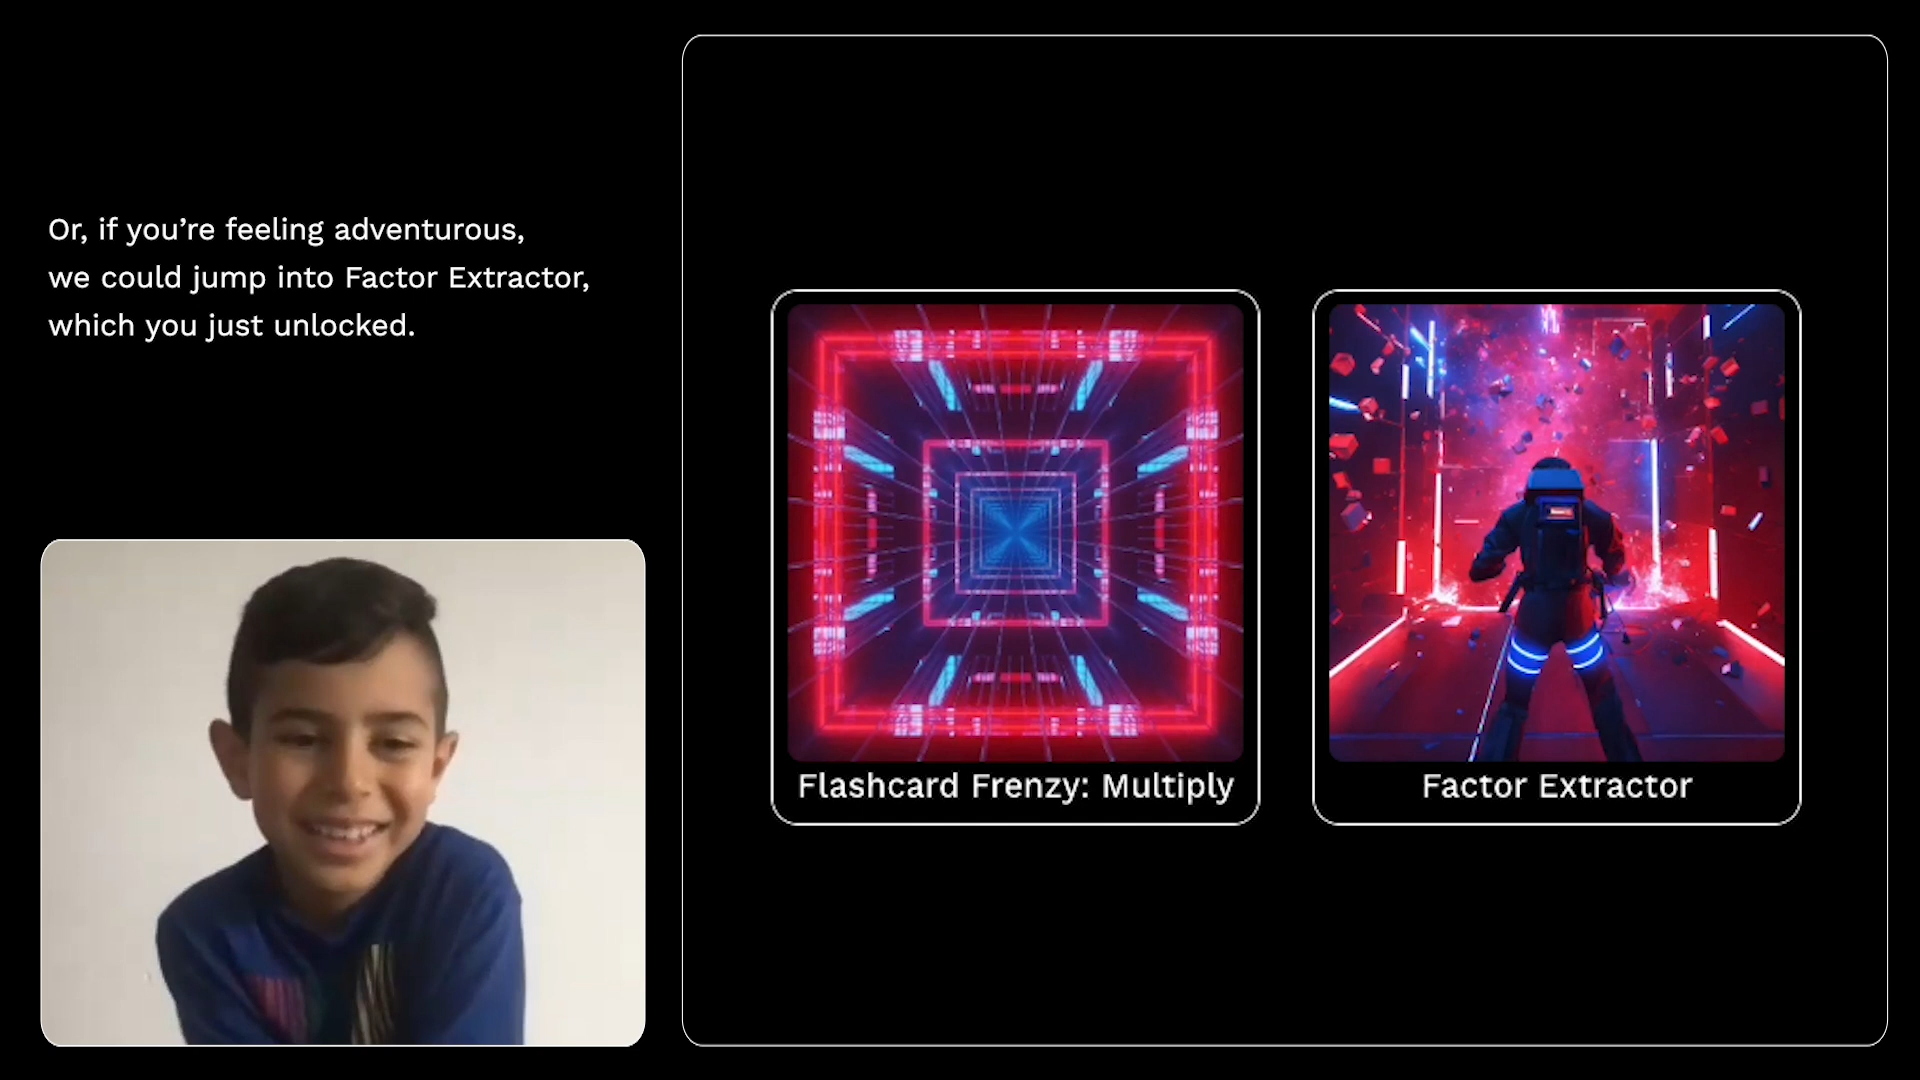 Or, if you’re feeling adventurous,
we could jump into Factor Extractor,
which you just unlocked.
Flashcard Frenzy: Multiply
Factor Extractor